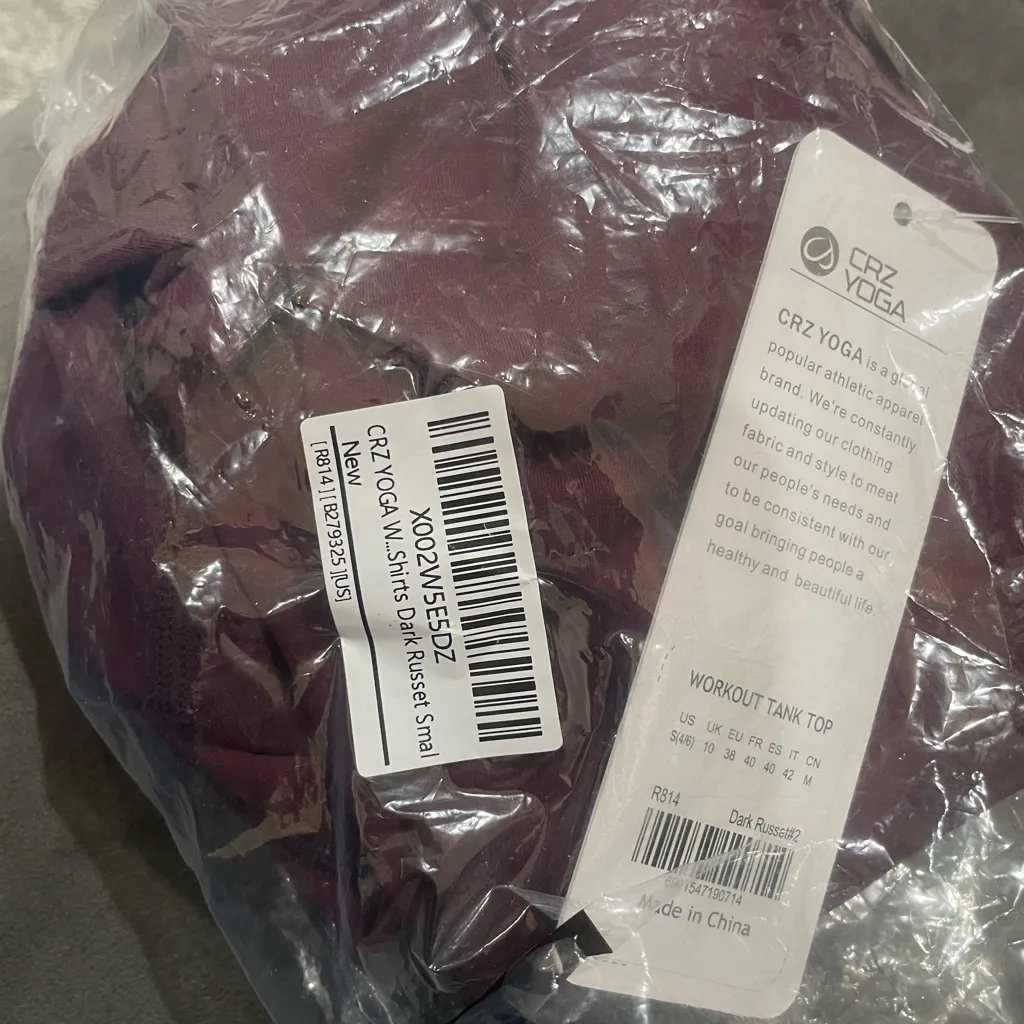 X002W5E5DZ
CRZ YOGA W...Shirts Dark Russet Smal
New
[R814] [ B279325 ][US]
CRZ
YOGA
CRZ YOGA is a global
popular athletic apparel
brand. We're constantly
updating our clothing
fabric and style to meet
our people's needs and
to be consistent with our
goal bringing people a
healthy and beautiful life.
WORKOUT TANK TOP
US UK EU FR ES IT CN
S(4/6) 10 38 40 40 42 M
R814
Dark Russet#2
1547190714
Made in China